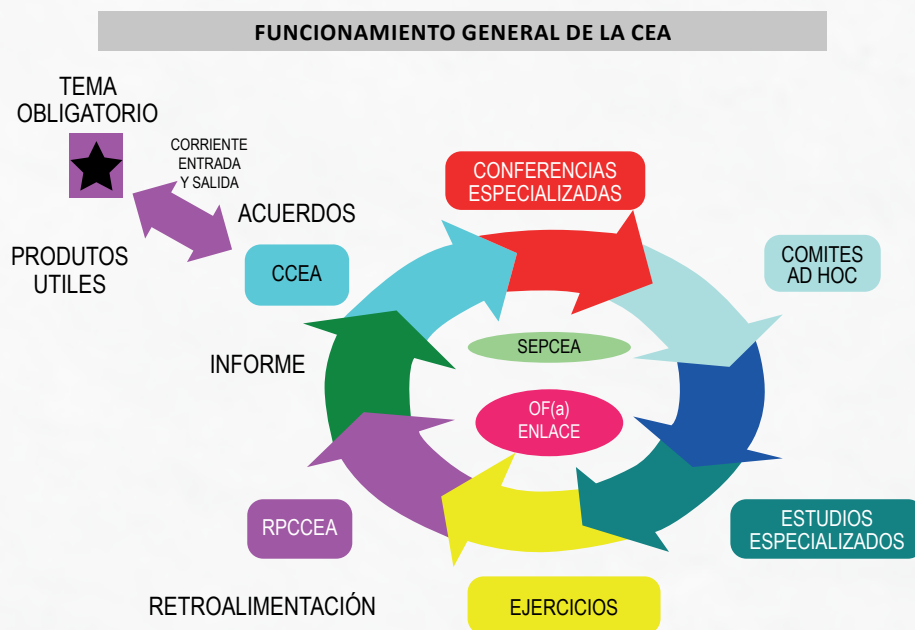 FUNCIONAMIENTO GENERAL DE LA CEA
TEMA
OBLIGATORIO
CORRIENTE
ENTRADA
Y SALIDA
PRODUTOS
UTILES
ACUERDOS
CCEA
CONFERENCIAS
ESPECIALIZADAS
COMITES
AD HOC
SEPCEA
INFORME
OF(a)
ENLACE
RPCCEA
ESTUDIOS
ESPECIALIZADOS
RETROALIMENTACIÓN
EJERCICIOS